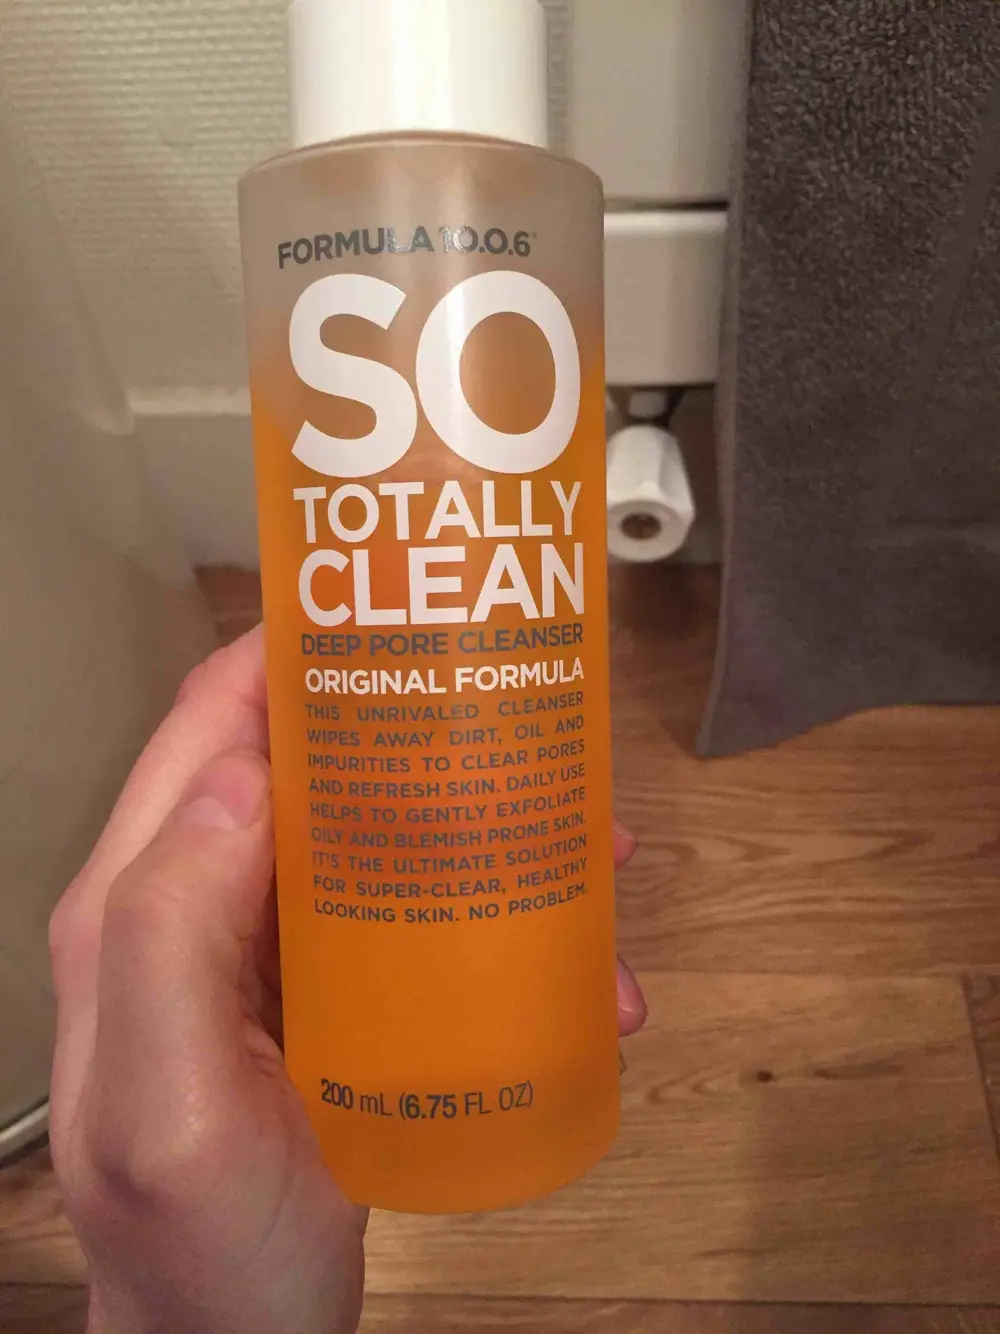 FORMULA 10.0.6
SO
TOTALLY
CLEAN
DEEP PORE CLEANSER
ORIGINAL FORMULA
THIS UNRIVALED CLEANSER
WIPES AWAY DIRT, OIL AND
IMPURITIES TO CLEAR PORES
AND REFRESH SKIN. DAILY USE
HELPS TO GENTLY EXFOLIATE
OILY AND BLEMISH PRONE SKIN.
IT'S THE ULTIMATE SOLUTION
FOR SUPER-CLEAR, HEALTHY
LOOKING SKIN. NO PROBLEM.
200 mL (6.75 FL OZ)